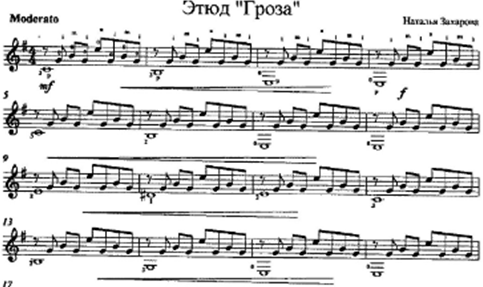 Этюд "Гроза"
Moderato
Наталья Захарова
mf
f
5
9
13
17